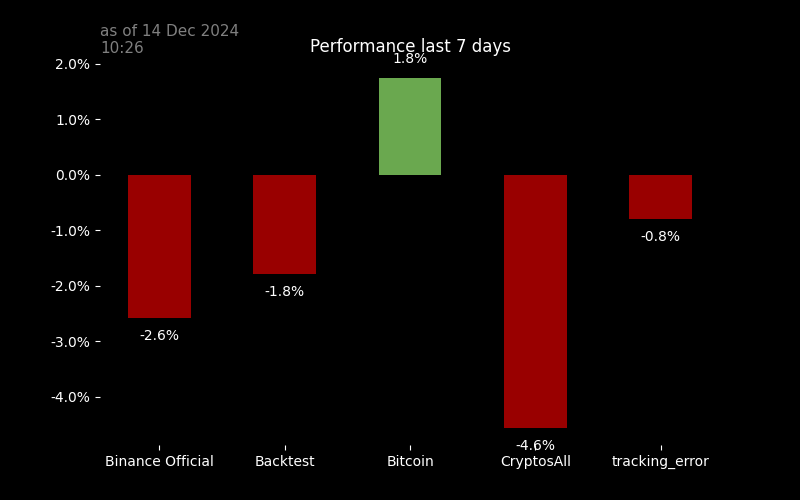 as of 14 Dec 2024
10:26
Performance last 7 days
2.0%
1.0%
0.0%
-1.0%
-2.0%
-3.0%
-4.0%
1.8%
-2.6%
-1.8%
-4.6%
-0.8%
Binance Official
Backtest
Bitcoin
CryptosAll
tracking_error